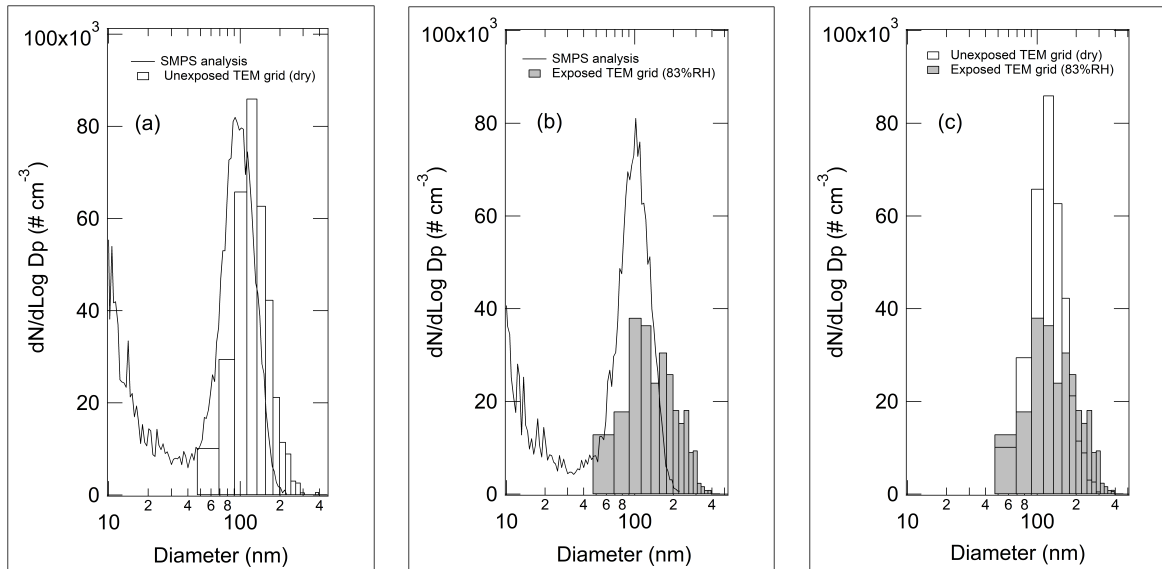 100x10³
SMPS analysis
Unexposed TEM grid (dry)
(a)
80
60
40
20
0
dN/dLog Dp (# cm⁻³)
10
2
4
6
8
100
2
4
Diameter (nm)
100x10³
SMPS analysis
Exposed TEM grid (83%RH)
(b)
80
60
40
20
0
dN/dLog Dp (# cm⁻³)
10
2
4
6
8
100
2
4
Diameter (nm)
100x10³
Unexposed TEM grid (dry)
Exposed TEM grid (83%RH)
(c)
80
60
40
20
0
dN/dLog Dp (# cm⁻³)
10
2
4
6
8
100
2
4
Diameter (nm)